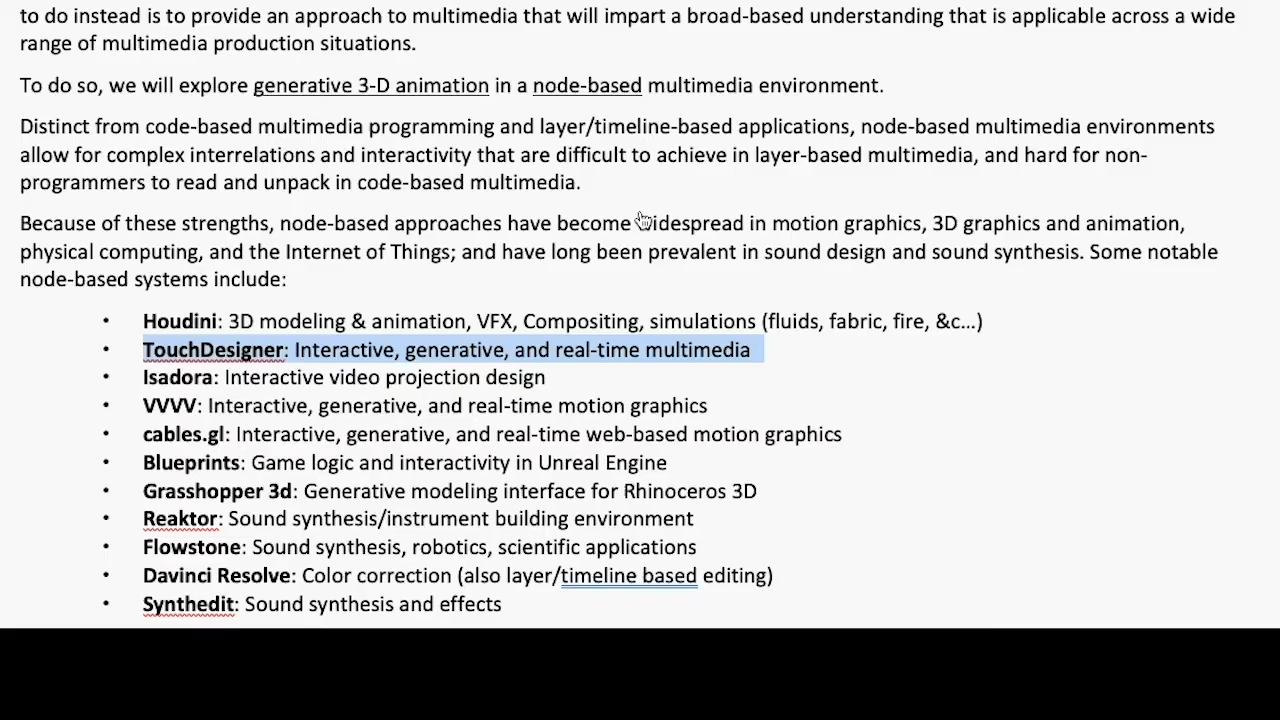 to do instead is to provide an approach to multimedia that will impart a broad-based understanding that is applicable across a wide
range of multimedia production situations.
To do so, we will explore generative 3-D animation in a node-based multimedia environment.
Distinct from code-based multimedia programming and layer/timeline-based applications, node-based multimedia environments
allow for complex interrelations and interactivity that are difficult to achieve in layer-based multimedia, and hard for non-
programmers to read and unpack in code-based multimedia.
Because of these strengths, node-based approaches have become widespread in motion graphics, 3D graphics and animation,
physical computing, and the Internet of Things; and have long been prevalent in sound design and sound synthesis. Some notable
node-based systems include:
• Houdini: 3D modeling & animation, VFX, Compositing, simulations (fluids, fabric, fire, &c...)
• TouchDesigner: Interactive, generative, and real-time multimedia
• Isadora: Interactive video projection design
• VVVV: Interactive, generative, and real-time motion graphics
• cables.gl: Interactive, generative, and real-time web-based motion graphics
• Blueprints: Game logic and interactivity in Unreal Engine
• Grasshopper 3d: Generative modeling interface for Rhinoceros 3D
• Reaktor: Sound synthesis/instrument building environment
• Flowstone: Sound synthesis, robotics, scientific applications
• Davinci Resolve: Color correction (also layer/timeline based editing)
• Synthedit: Sound synthesis and effects